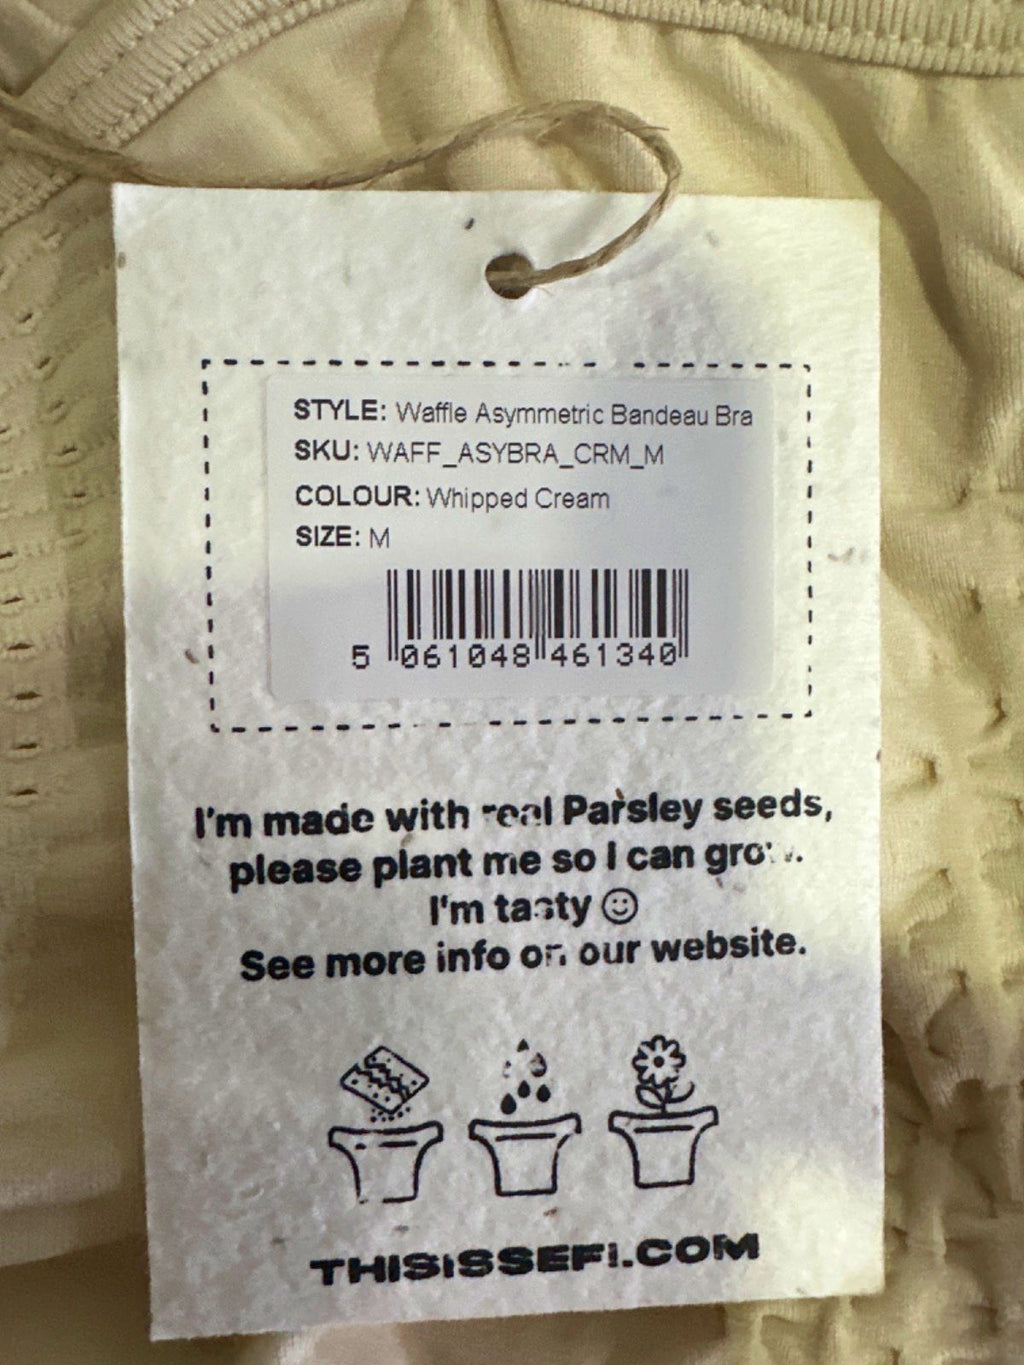 STYLE: Waffle Asymmetric Bandeau Bra
SKU: WAFF_ASYBRA_CRM_M
COLOUR: Whipped Cream
SIZE: M
5 061048 461340
I'm made with real Parsley seeds,
please plant me so I can grow.
I'm tasty ☺
See more info on our website.
THISISSEFI.COM